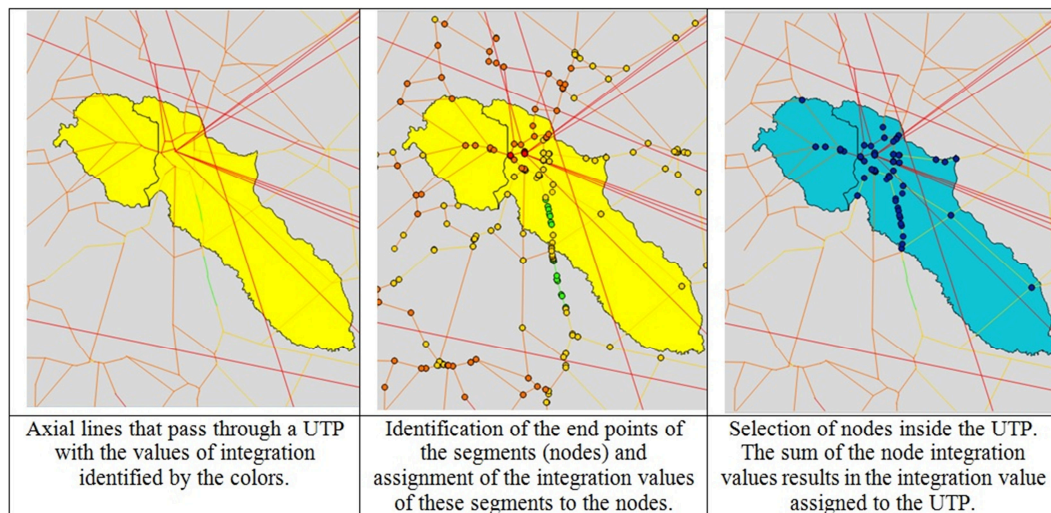 Axial lines that pass through a UTP
with the values of integration
identified by the colors.
Identification of the end points of
the segments (nodes) and
assignment of the integration values
of these segments to the nodes.
Selection of nodes inside the UTP.
The sum of the node integration
values results in the integration value
assigned to the UTP.